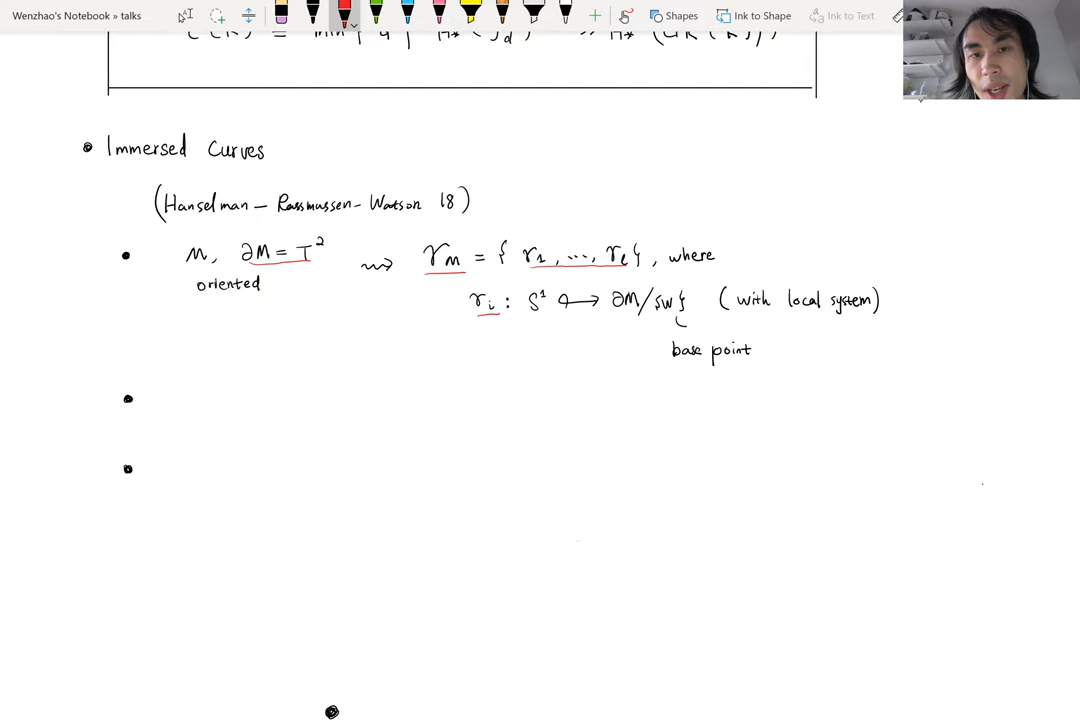 Wenzhao's Notebook » talks
Shapes
Ink to Shape
Ink to Text
• Immersed Curves
(Hanselman – Rasmussen - Watson 18)
• M, ∂M = T² ⇝ γ_M = { γ₁, ..., γ_ℓ }, where
oriented
γ_i : S¹ ↬ ∂M/{w} (with local system)
base point
•
•
•